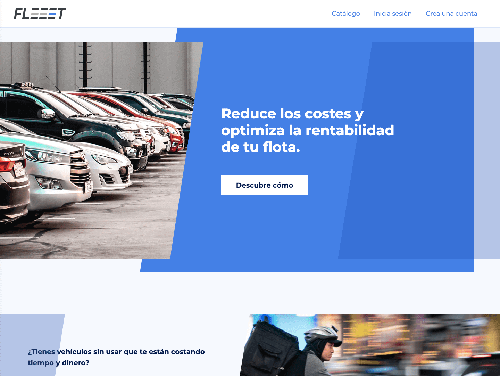 FLEEET
Catálogo Inicia sesión Crea una cuenta
Reduce los costes y
optimiza la rentabilidad
de tu flota.
Descubre cómo
¿Tienes vehículos sin usar que te están costando
tiempo y dinero?